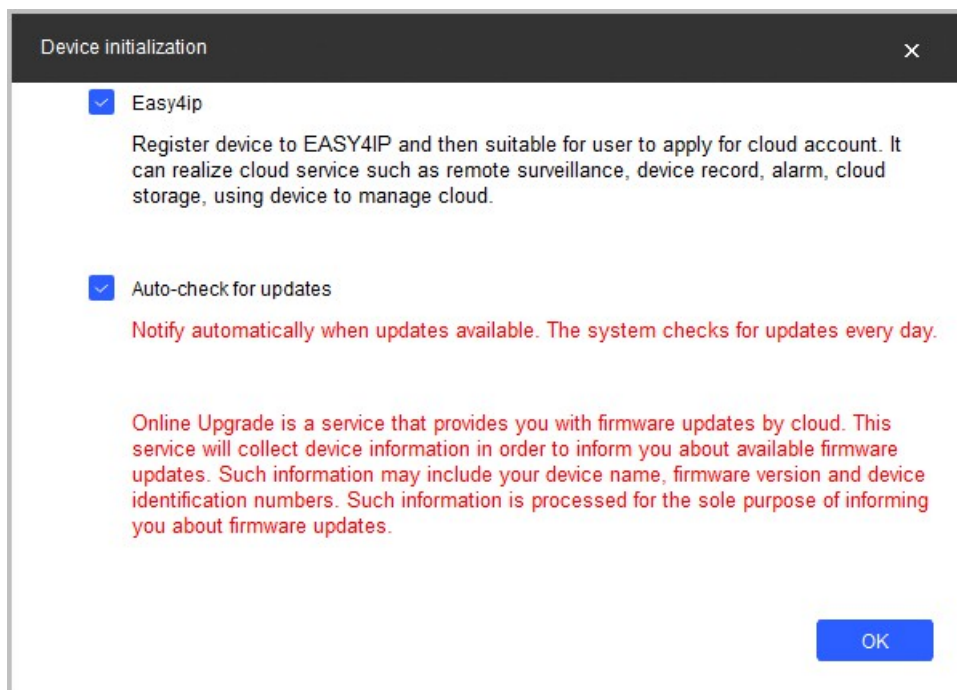 Device initialization
Easy4ip
Register device to EASY4IP and then suitable for user to apply for cloud account. It
can realize cloud service such as remote surveillance, device record, alarm, cloud
storage, using device to manage cloud.
Auto-check for updates
Notify automatically when updates available. The system checks for updates every day.
Online Upgrade is a service that provides you with firmware updates by cloud. This
service will collect device information in order to inform you about available firmware
updates. Such information may include your device name, firmware version and device
identification numbers. Such information is processed for the sole purpose of informing
you about firmware updates.
OK